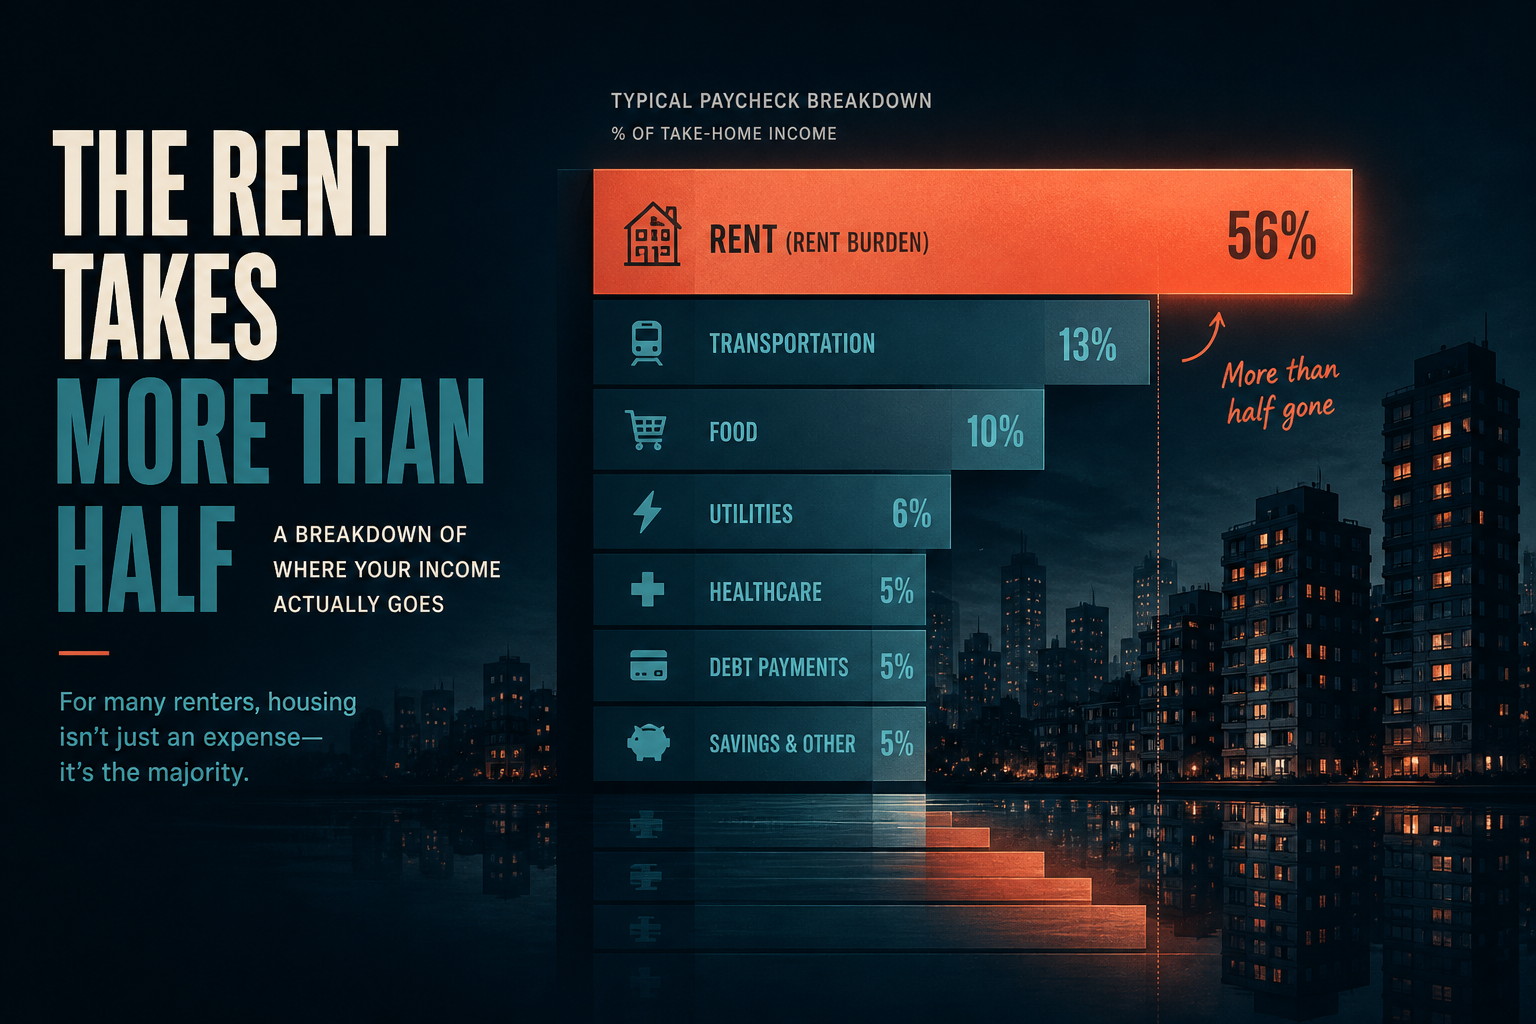 THE RENT
TAKES
MORE THAN
HALF
A BREAKDOWN OF
WHERE YOUR INCOME
ACTUALLY GOES
For many renters, housing
isn't just an expense—
it's the majority.
TYPICAL PAYCHECK BREAKDOWN
% OF TAKE-HOME INCOME
RENT (RENT BURDEN) 56%
TRANSPORTATION 13%
More than
half gone
FOOD 10%
UTILITIES 6%
HEALTHCARE 5%
DEBT PAYMENTS 5%
SAVINGS & OTHER 5%